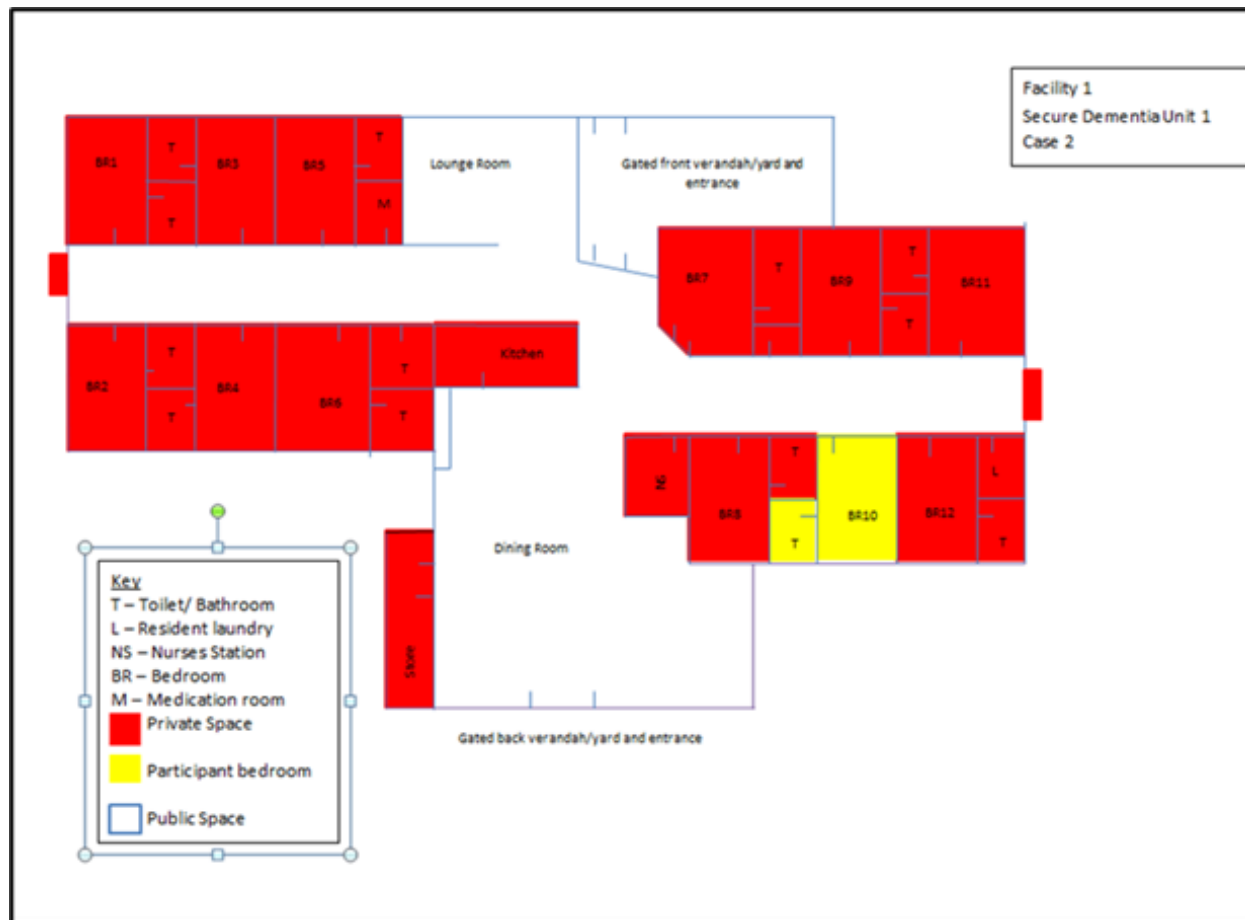 Facility 1
Secure Dementia Unit 1
Case 2
BR1
T
T
BR3
BR5
T
M
Lounge Room
Gated front verandah/yard and
entrance
BR7
T
BR9
T
T
BR11
BR2
T
T
BR4
BR6
T
T
Kitchen
NS
BR8
T
T
BR10
BR12
L
T
Dining Room
Store
Gated back verandah/yard and entrance
Key
T – Toilet/ Bathroom
L – Resident laundry
NS – Nurses Station
BR – Bedroom
M – Medication room
Private Space
Participant bedroom
Public Space